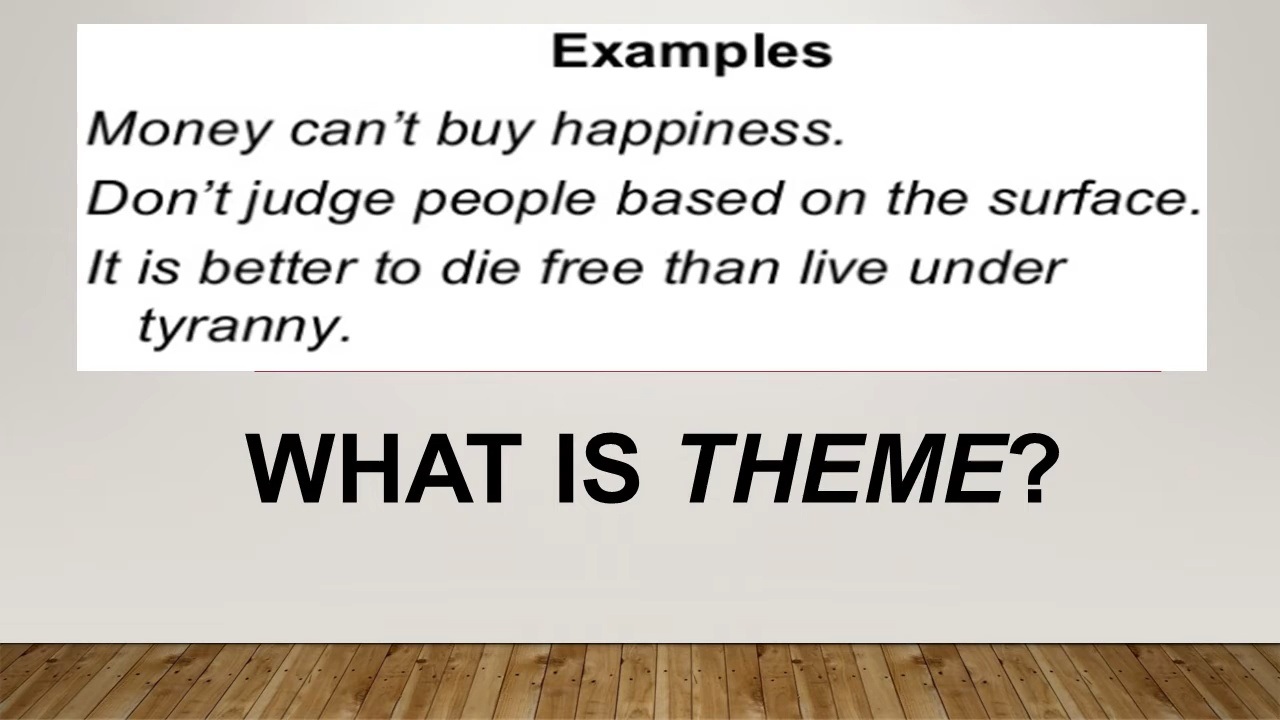 Examples
Money can’t buy happiness.
Don’t judge people based on the surface.
It is better to die free than live under
tyranny.
WHAT IS THEME?